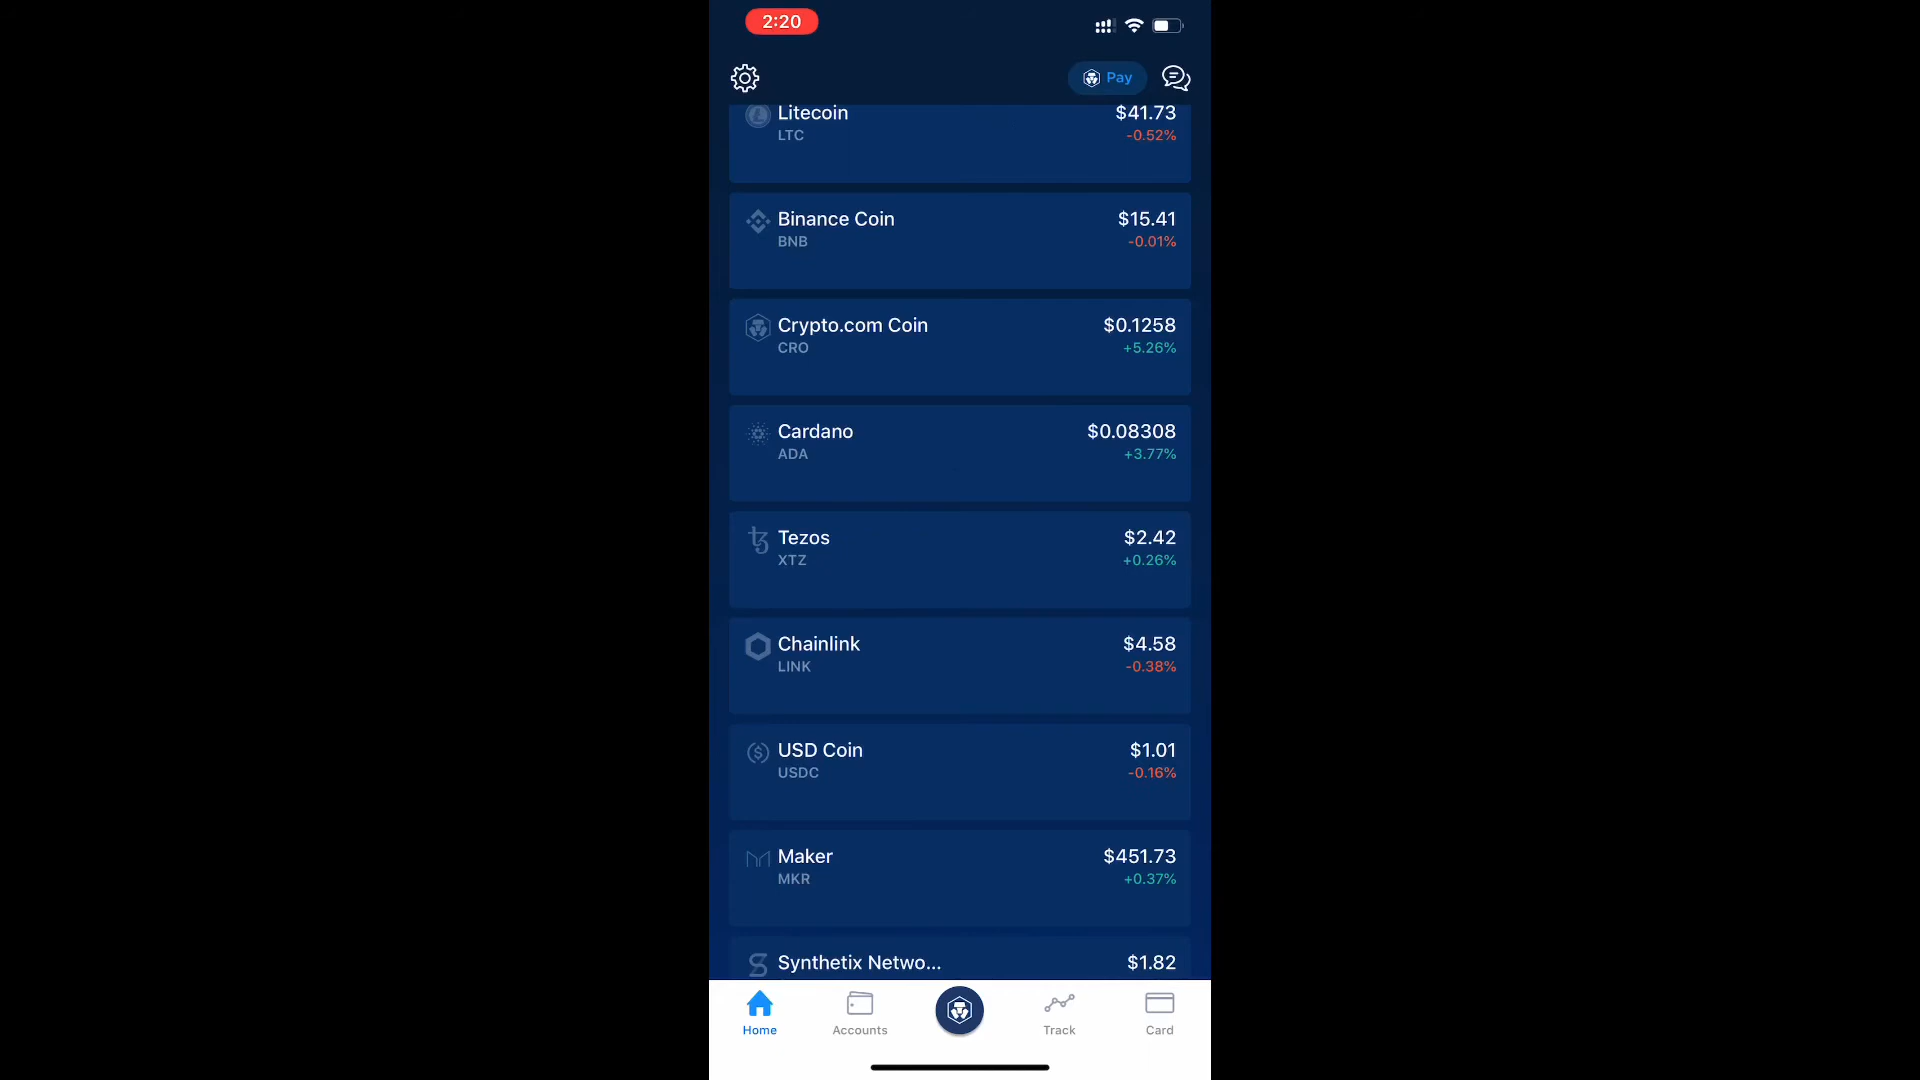 2:20
Pay
Litecoin $41.73
LTC -0.52%
Binance Coin $15.41
BNB -0.01%
Crypto.com Coin $0.1258
CRO +5.26%
Cardano $0.08308
ADA +3.77%
Tezos $2.42
XTZ +0.26%
Chainlink $4.58
LINK -0.38%
USD Coin $1.01
USDC -0.16%
Maker $451.73
MKR +0.37%
Synthetix Netwo... $1.82
Home Accounts Track Card